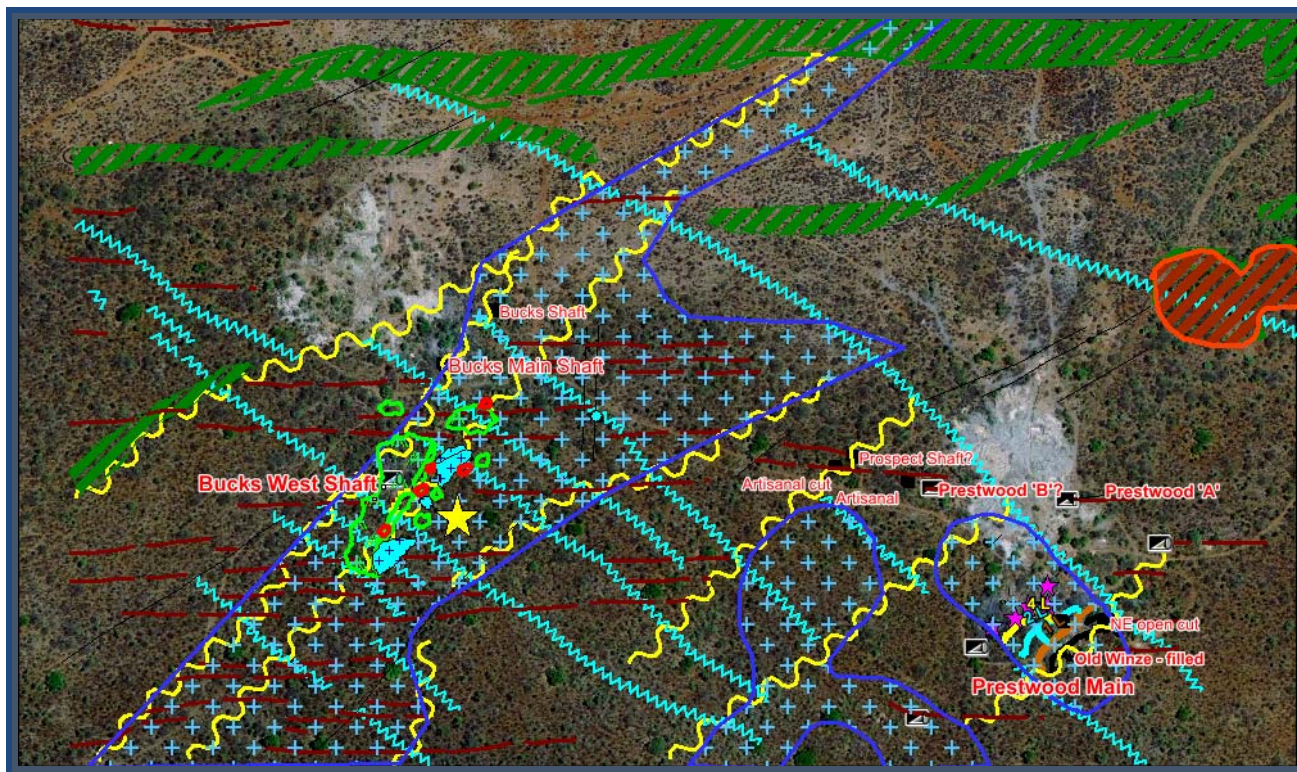 Bucks Shaft
Bucks Main Shaft
Prospect Shaft?
Bucks West Shaft
Artisanal cut
Prestwood 'B'?
Prestwood 'A'
Artisanal
4 L
NE open cut
Old Winze - filled
Prestwood Main